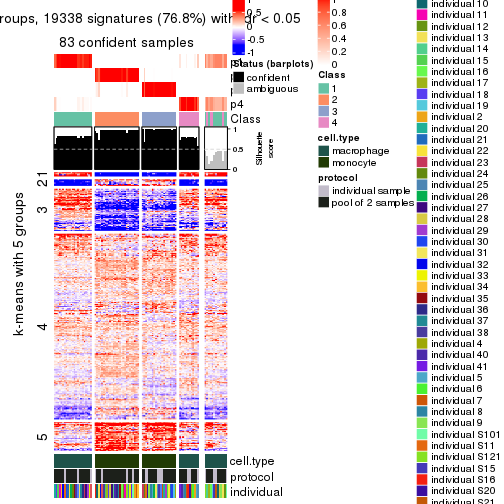 roups, 19338 signatures (76.8%) with
r < 0.05
83 confident samples
p4
Class
1
0.5
0
Silhouette
score
k-means with 5 groups
2
1
3
4
5
cell.type
protocol
individual
1
0.5
0
-0.5
-1
Status (barplots)
confident
ambiguous
0.8
0.6
0.4
0.2
0
Class
1
2
3
4
cell.type
macrophage
monocyte
protocol
individual sample
pool of 2 samples
individual 10
individual 11
individual 12
individual 13
individual 14
individual 15
individual 16
individual 17
individual 18
individual 19
individual 2
individual 20
individual 21
individual 22
individual 23
individual 24
individual 25
individual 26
individual 27
individual 28
individual 29
individual 30
individual 31
individual 32
individual 33
individual 34
individual 35
individual 36
individual 37
individual 38
individual 4
individual 40
individual 41
individual 5
individual 6
individual 7
individual 8
individual 9
individual S101
individual S11
individual S121
individual S15
individual S16
individual S20
individual S21